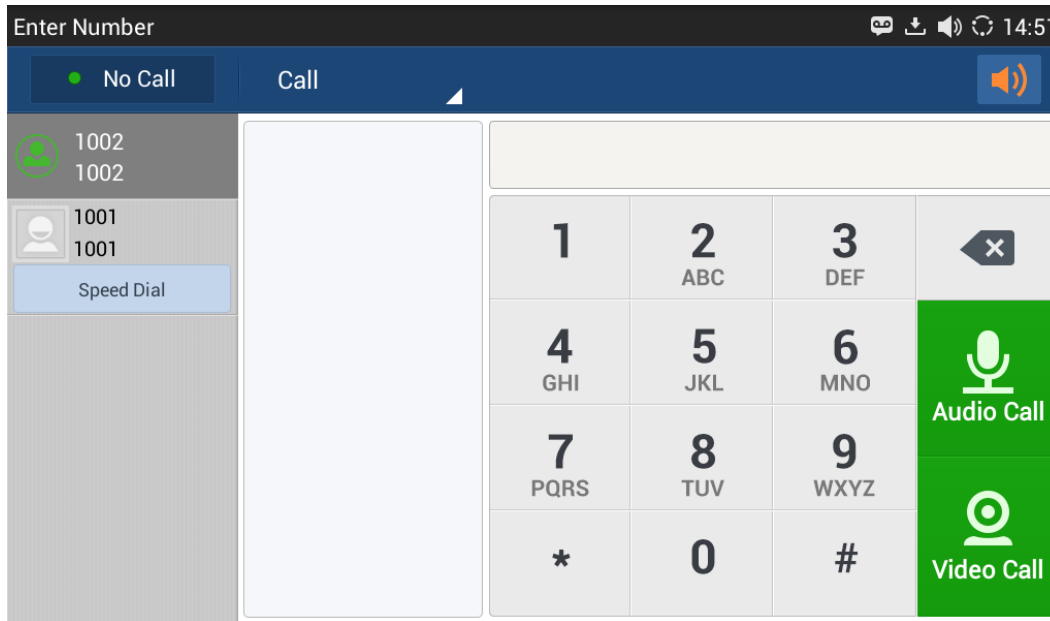 Enter Number
14:5
No Call
Call
1002
1002
1001
1001
Speed Dial
1
2
3
ABC
DEF
4
5
6
GHI
JKL
MNO
Audio Call
7
8
9
PQRS
TUV
WXYZ
*
0
#
Video Call